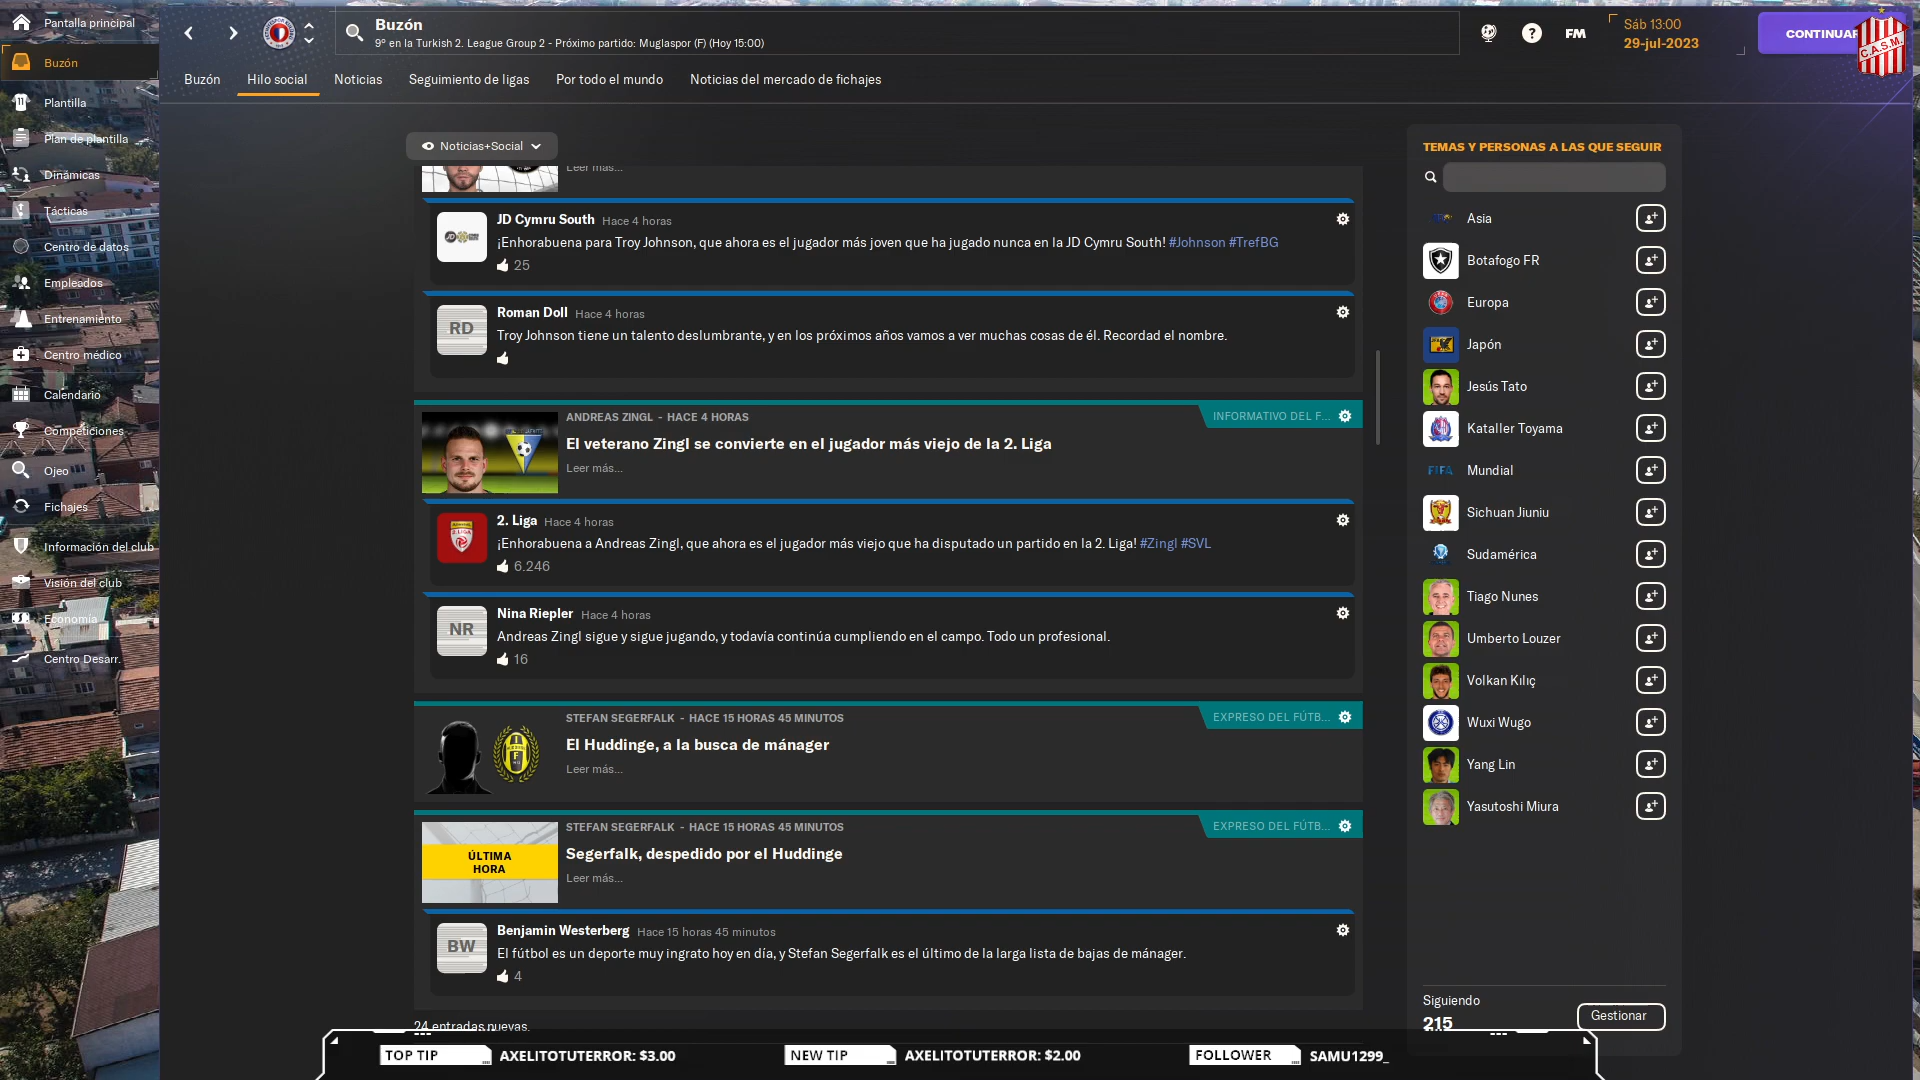 Pantalla principal
Buzón
Plantilla
Plan de plantilla
Dinámicas
Tácticas
Centro de datos
Empleados
Entrenamiento
Centro médico
Calendario
Competiciones
Ojeo
Fichajes
Información del club
Visión del club
Economía
Centro Desarr.
Buzón
9º en la Turkish 2. League Group 2 - Próximo partido: Muglaspor (F) (Hoy 15:00)
FM
Sáb 13:00
29-jul-2023
CONTINUAR
C.A.S.M.
Buzón
Hilo social
Noticias
Seguimiento de ligas
Por todo el mundo
Noticias del mercado de fichajes
Noticias+Social
Leer más...
JD Cymru South Hace 4 horas
¡Enhorabuena para Troy Johnson, que ahora es el jugador más joven que ha jugado nunca en la JD Cymru South! #Johnson #TrefBG
25
RD
Roman Doll Hace 4 horas
Troy Johnson tiene un talento deslumbrante, y en los próximos años vamos a ver muchas cosas de él. Recordad el nombre.
ANDREAS ZINGL - HACE 4 HORAS
INFORMATIVO DEL F...
El veterano Zingl se convierte en el jugador más viejo de la 2. Liga
Leer más...
2. Liga Hace 4 horas
¡Enhorabuena a Andreas Zingl, que ahora es el jugador más viejo que ha disputado un partido en la 2. Liga! #Zingl #SVL
6.246
NR
Nina Riepler Hace 4 horas
Andreas Zingl sigue y sigue jugando, y todavía continúa cumpliendo en el campo. Todo un profesional.
16
STEFAN SEGERFALK - HACE 15 HORAS 45 MINUTOS
EXPRESO DEL FÚTB...
El Huddinge, a la busca de mánager
Leer más...
STEFAN SEGERFALK - HACE 15 HORAS 45 MINUTOS
EXPRESO DEL FÚTB...
ÚLTIMA
HORA
Segerfalk, despedido por el Huddinge
Leer más...
BW
Benjamin Westerberg Hace 15 horas 45 minutos
El fútbol es un deporte muy ingrato hoy en día, y Stefan Segerfalk es el último de la larga lista de bajas de mánager.
4
24 entradas nuevas.
TEMAS Y PERSONAS A LAS QUE SEGUIR
Asia
Botafogo FR
Europa
Japón
Jesús Tato
Kataller Toyama
FIFA
Mundial
Sichuan Jiuniu
Sudamérica
Tiago Nunes
Umberto Louzer
Volkan Kılıç
Wuxi Wugo
Yang Lin
Yasutoshi Miura
Siguiendo
215
Gestionar
TOP TIP
AXELITOTUTERROR: $3.00
NEW TIP
AXELITOTUTERROR: $2.00
FOLLOWER
SAMU1299_